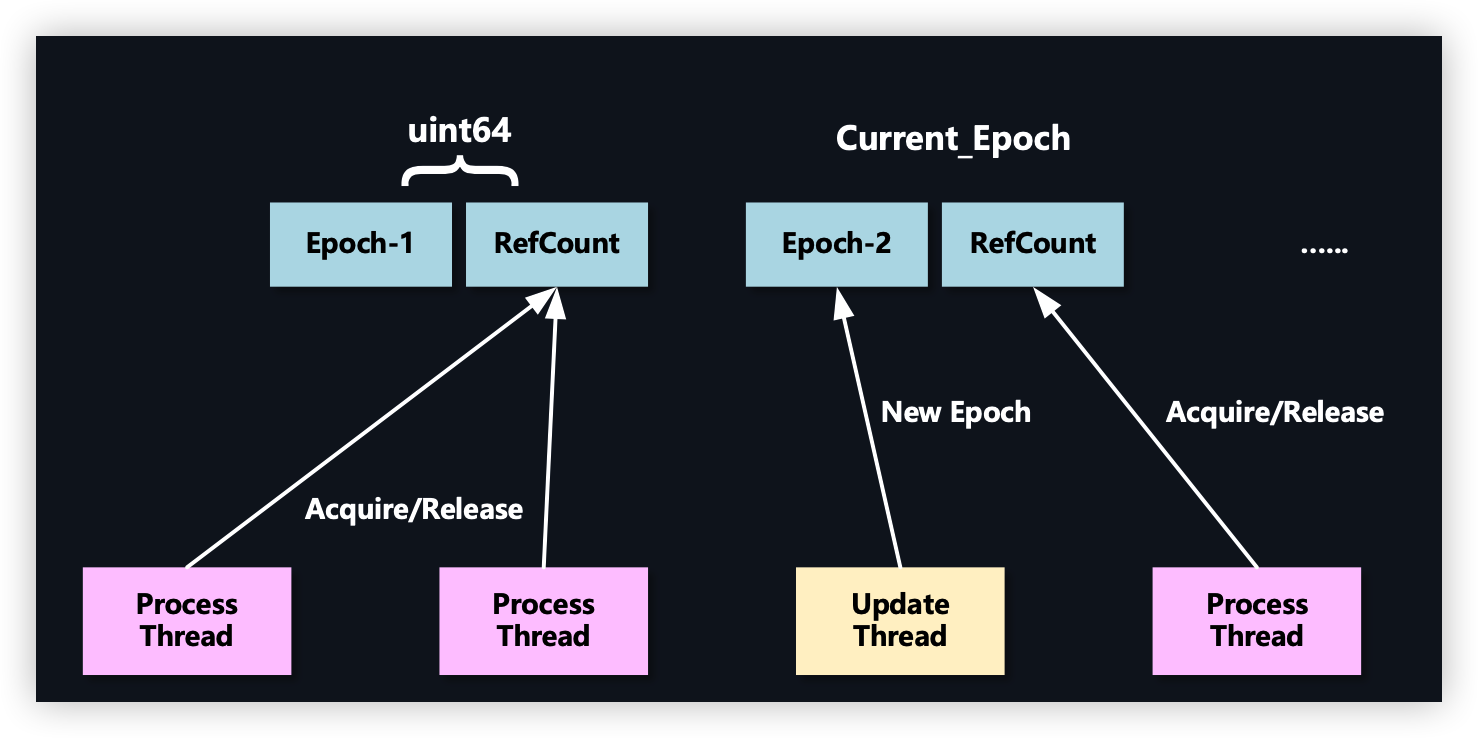 uint64
Current_Epoch
Epoch-1
RefCount
Epoch-2
RefCount
......
New Epoch
Acquire/Release
Acquire/Release
Process
Thread
Process
Thread
Update
Thread
Process
Thread